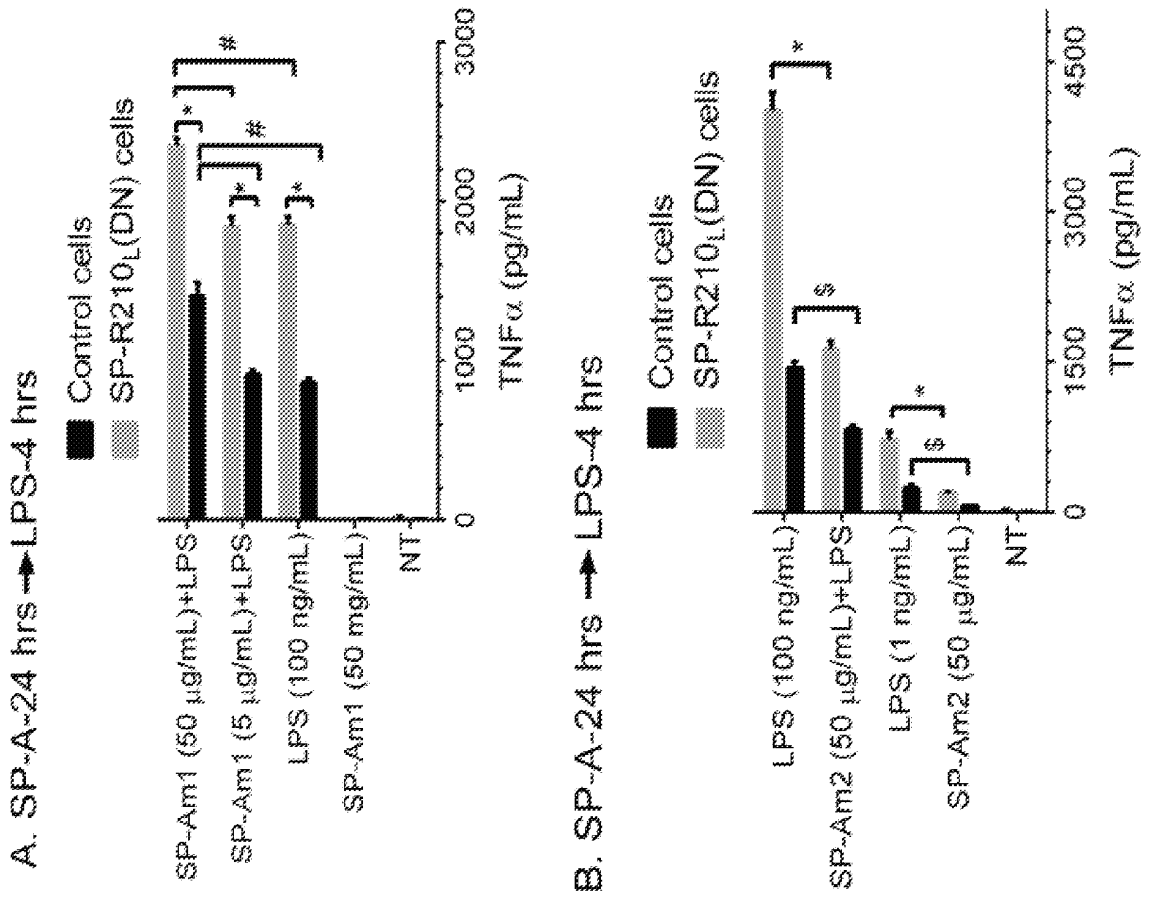 A. SP-A-24 hrs →LPS-4 hrs
Control cells
SP-R210L(DN) cells
SP-Am1 (50 µg/mL)+LPS
SP-Am1 (5 µg/mL)+LPS
LPS (100 ng/mL)
SP-Am1 (50 mg/mL)
NT
#
*
#
*
*
0
1000
2000
3000
TNFα (pg/mL)
B. SP-A-24 hrs → LPS-4 hrs
Control cells
SP-R210L(DN) cells
LPS (100 ng/mL)
SP-Am2 (50 µg/mL)+LPS
LPS (1 ng/mL)
SP-Am2 (50 µg/mL)
NT
*
$
*
$
0
1500
3000
4500
TNFα (pg/mL)